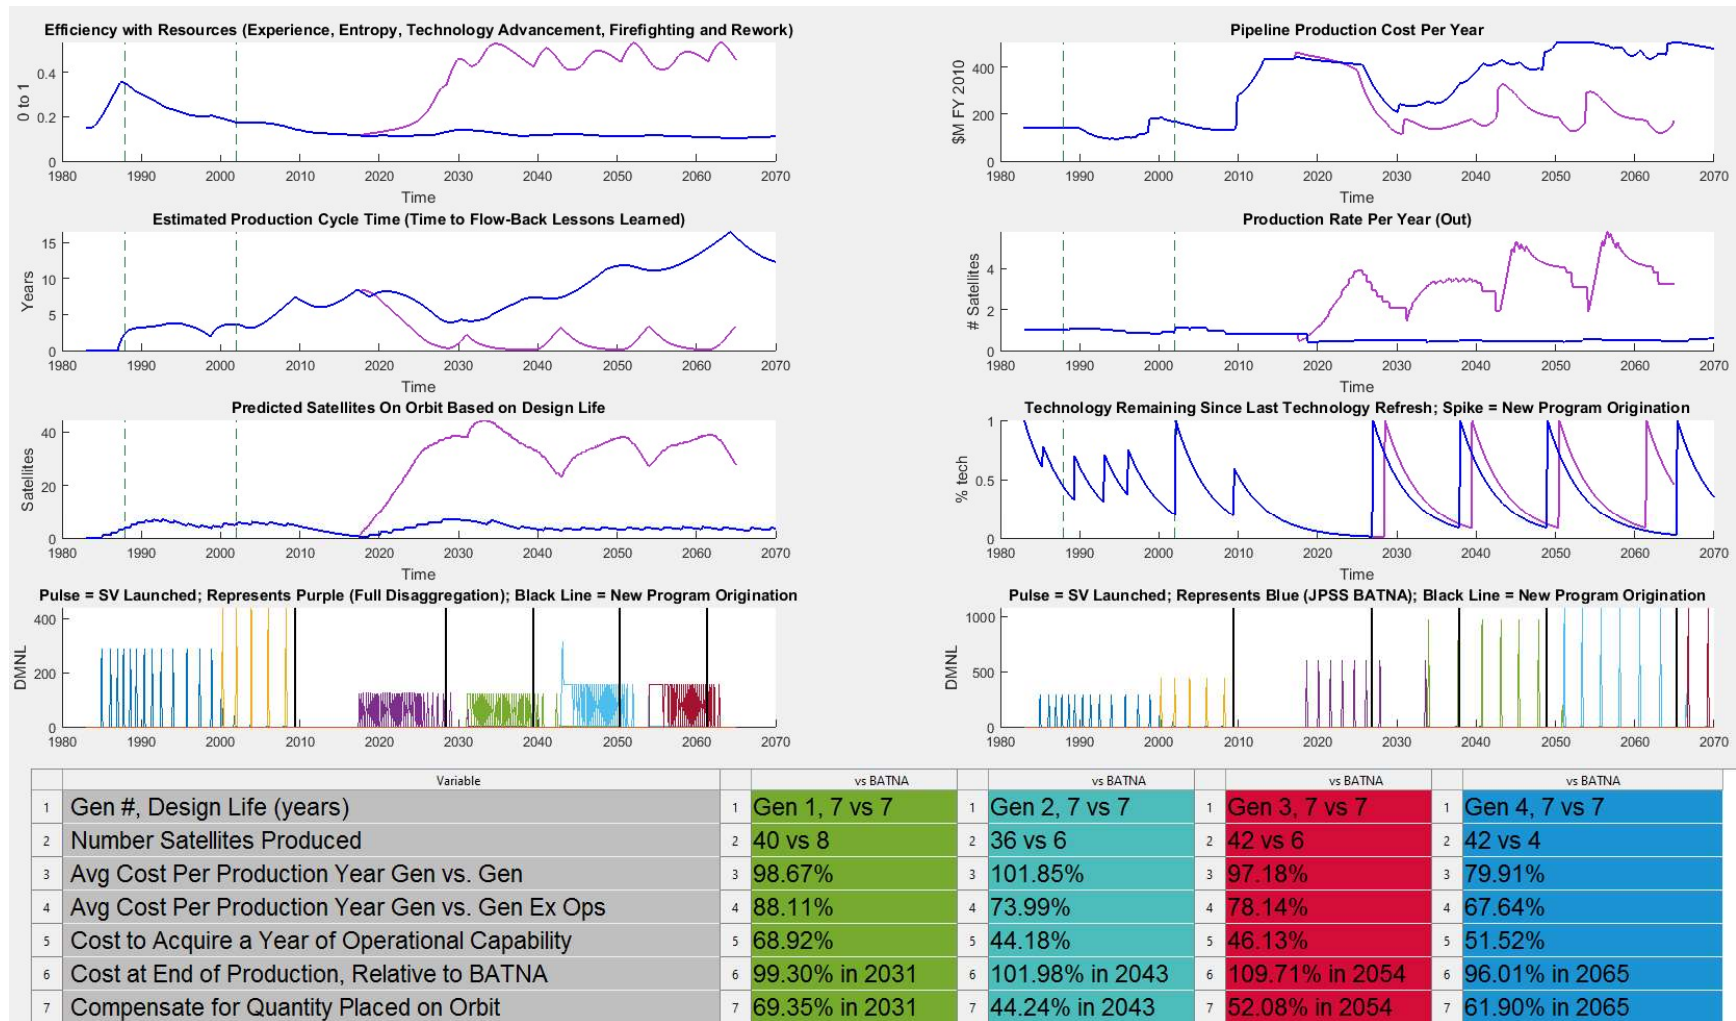 Efficiency with Resources (Experience, Entropy, Technology Advancement, Firefighting and Rework)
0 to 1
0.4
0.2
0
1980 1990 2000 2010 2020 2030 2040 2050 2060 2070
Time
Pipeline Production Cost Per Year
$M FY 2010
400
200
0
1980 1990 2000 2010 2020 2030 2040 2050 2060 2070
Time
Estimated Production Cycle Time (Time to Flow-Back Lessons Learned)
Years
15
10
5
0
1980 1990 2000 2010 2020 2030 2040 2050 2060 2070
Time
Production Rate Per Year (Out)
# Satellites
4
2
0
1980 1990 2000 2010 2020 2030 2040 2050 2060 2070
Time
Predicted Satellites On Orbit Based on Design Life
Satellites
40
20
0
1980 1990 2000 2010 2020 2030 2040 2050 2060 2070
Time
Technology Remaining Since Last Technology Refresh; Spike = New Program Origination
% tech
1
0.5
0
1980 1990 2000 2010 2020 2030 2040 2050 2060 2070
Time
Pulse = SV Launched; Represents Purple (Full Disaggregation); Black Line = New Program Origination
DMNL
400
200
0
1980 1990 2000 2010 2020 2030 2040 2050 2060 2070
Pulse = SV Launched; Represents Blue (JPSS BATNA); Black Line = New Program Origination
DMNL
1000
500
0
1980 1990 2000 2010 2020 2030 2040 2050 2060 2070
Variable vs BATNA vs BATNA vs BATNA vs BATNA
1 Gen #, Design Life (years) 1 Gen 1, 7 vs 7 1 Gen 2, 7 vs 7 1 Gen 3, 7 vs 7 1 Gen 4, 7 vs 7
2 Number Satellites Produced 2 40 vs 8 2 36 vs 6 2 42 vs 6 2 42 vs 4
3 Avg Cost Per Production Year Gen vs. Gen 3 98.67% 3 101.85% 3 97.18% 3 79.91%
4 Avg Cost Per Production Year Gen vs. Gen Ex Ops 4 88.11% 4 73.99% 4 78.14% 4 67.64%
5 Cost to Acquire a Year of Operational Capability 5 68.92% 5 44.18% 5 46.13% 5 51.52%
6 Cost at End of Production, Relative to BATNA 6 99.30% in 2031 6 101.98% in 2043 6 109.71% in 2054 6 96.01% in 2065
7 Compensate for Quantity Placed on Orbit 7 69.35% in 2031 7 44.24% in 2043 7 52.08% in 2054 7 61.90% in 2065